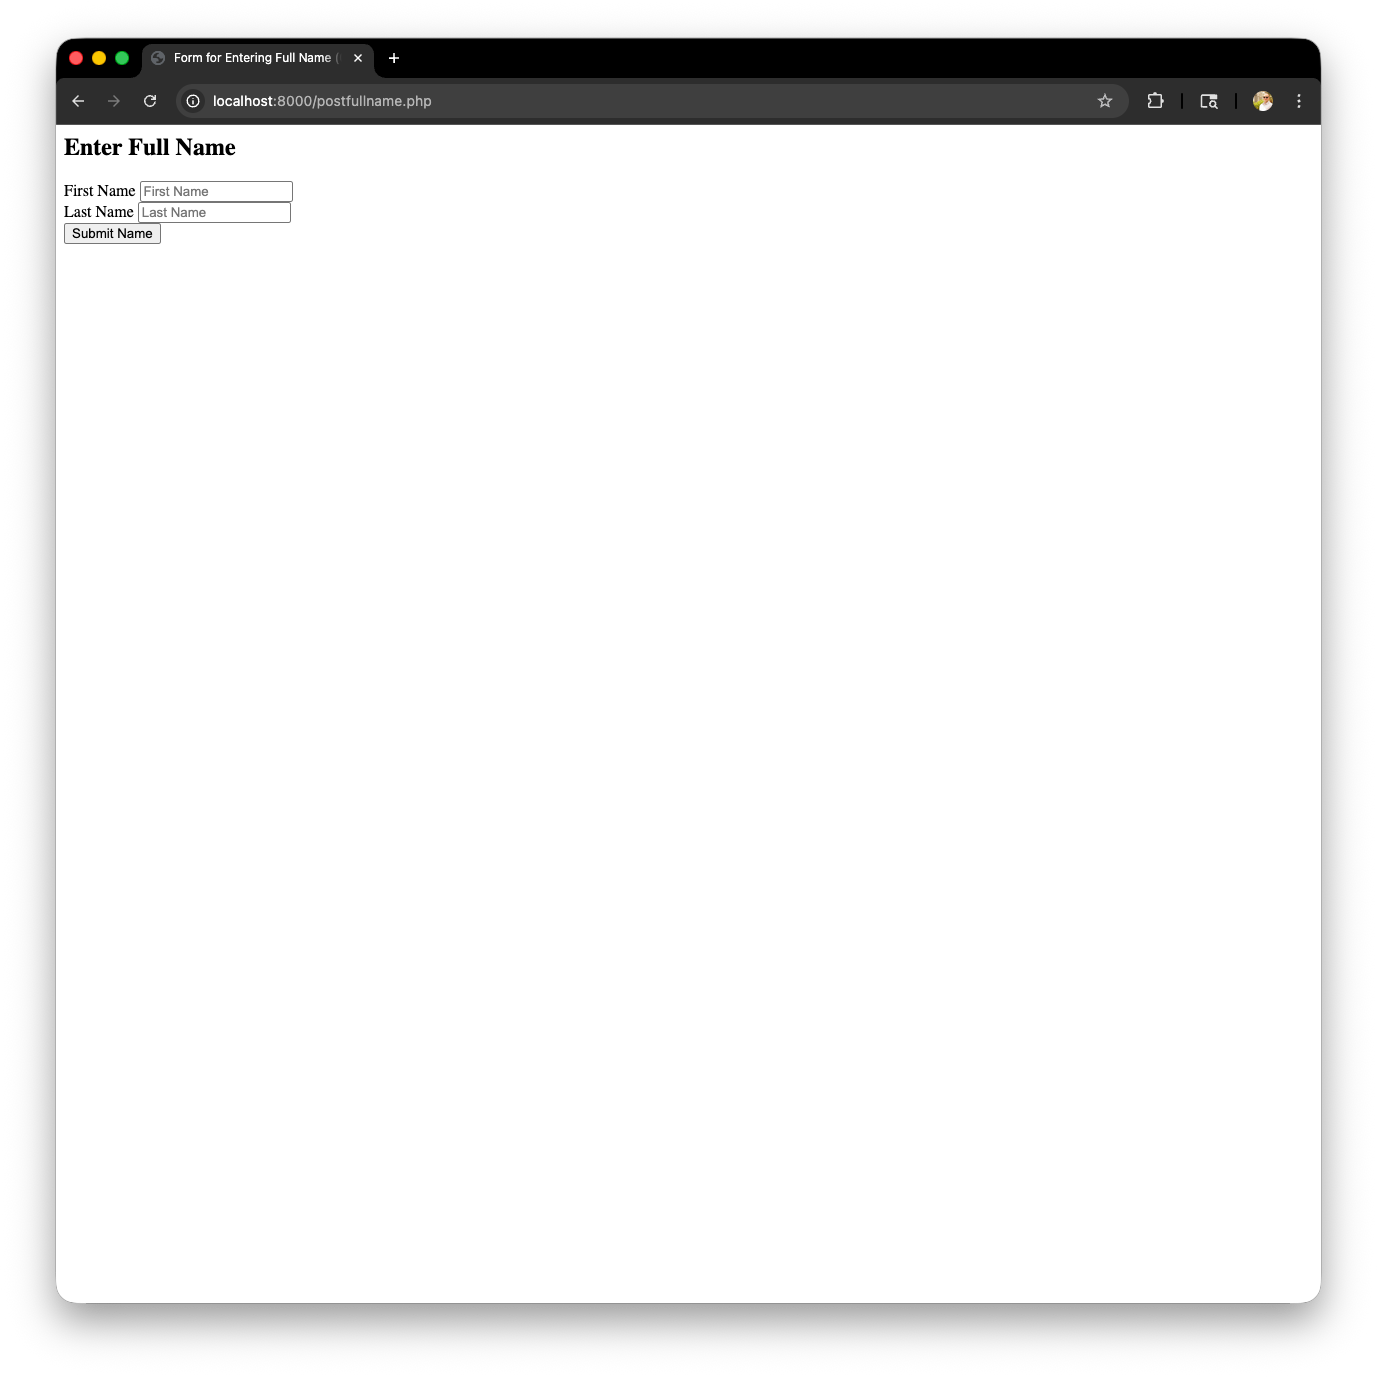 Form for Entering Full Name (
localhost:8000/postfullname.php
Enter Full Name
First Name First Name
Last Name Last Name
Submit Name